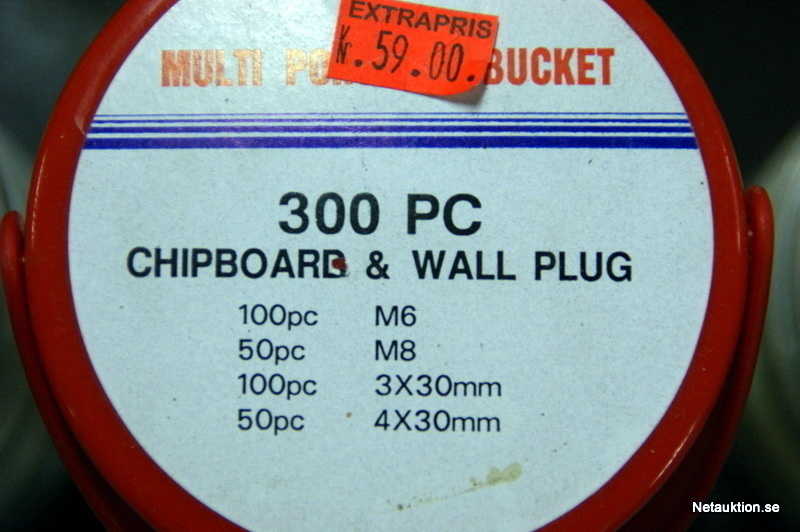 EXTRAPRIS
Kr. 59.00.
MULTI BUCKET
300 PC
CHIPBOARD & WALL PLUG
100pc M6
50pc M8
100pc 3X30mm
50pc 4X30mm
Netauktion.se